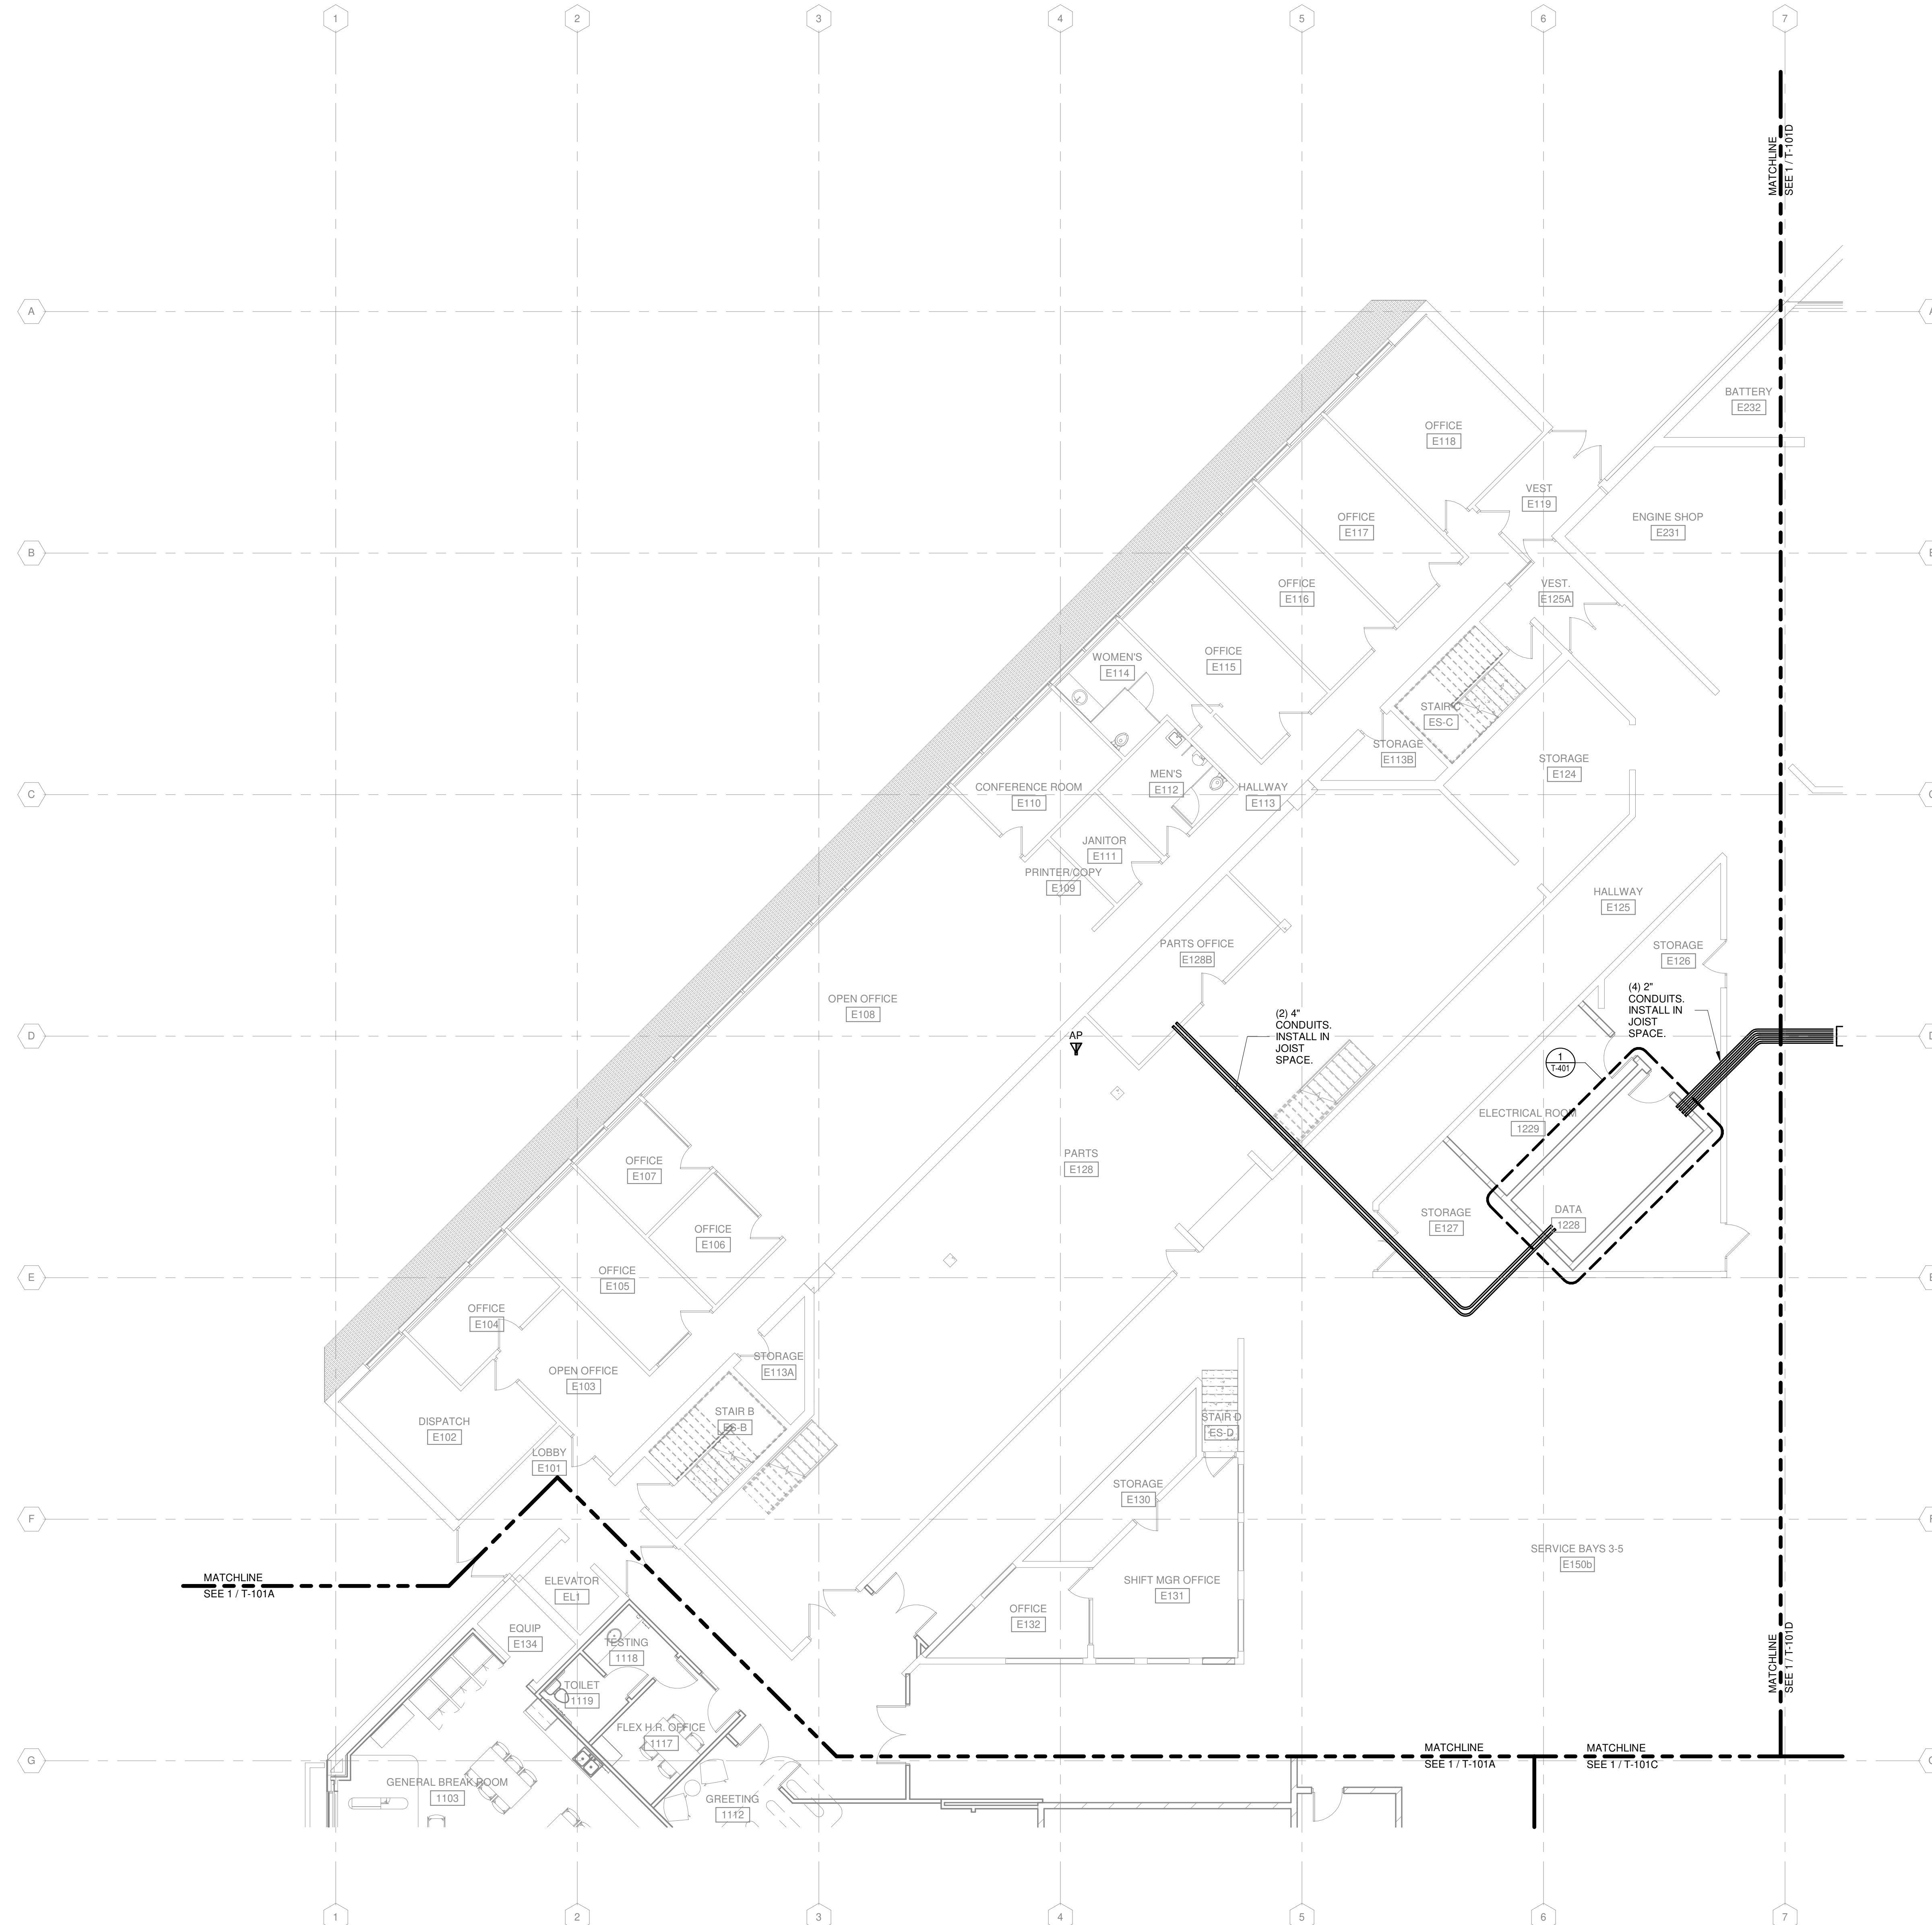 1
2
3
4
5
6
7
MATCHLINE
SEE 1 / T-101D
A
A
BATTERY
E232
OFFICE
E118
VEST
E119
OFFICE
E117
ENGINE SHOP
E231
B
B
OFFICE
E116
VEST.
E125A
WOMEN'S
E114
OFFICE
E115
STAIR C
ES-C
STORAGE
E113B
STORAGE
E124
MEN'S
E112
CONFERENCE ROOM
E110
HALLWAY
E113
C
C
JANITOR
E111
PRINTER/COPY
E109
HALLWAY
E125
PARTS OFFICE
E128B
STORAGE
E126
OPEN OFFICE
E108
(4) 2"
CONDUITS.
INSTALL IN
JOIST
SPACE.
(2) 4"
CONDUITS.
INSTALL IN
JOIST
SPACE.
D
D
AP
1
T-401
ELECTRICAL ROOM
1229
OFFICE
E107
PARTS
E128
STORAGE
E127
DATA
1228
OFFICE
E106
OFFICE
E105
E
E
OFFICE
E104
STORAGE
E113A
OPEN OFFICE
E103
STAIR B
ES-B
DISPATCH
E102
STAIR D
ES-D
LOBBY
E101
STORAGE
E130
F
F
SERVICE BAYS 3-5
E150b
MATCHLINE
SEE 1 / T-101A
ELEVATOR
EL1
SHIFT MGR OFFICE
E131
OFFICE
E132
EQUIP
E134
TESTING
1118
MATCHLINE
SEE 1 / T-101D
TOILET
1119
FLEX H.R. OFFICE
1117
MATCHLINE
SEE 1 / T-101A
MATCHLINE
SEE 1 / T-101C
G
GENERAL BREAK ROOM
1103
GREETING
1112
1
2
3
4
5
6
7